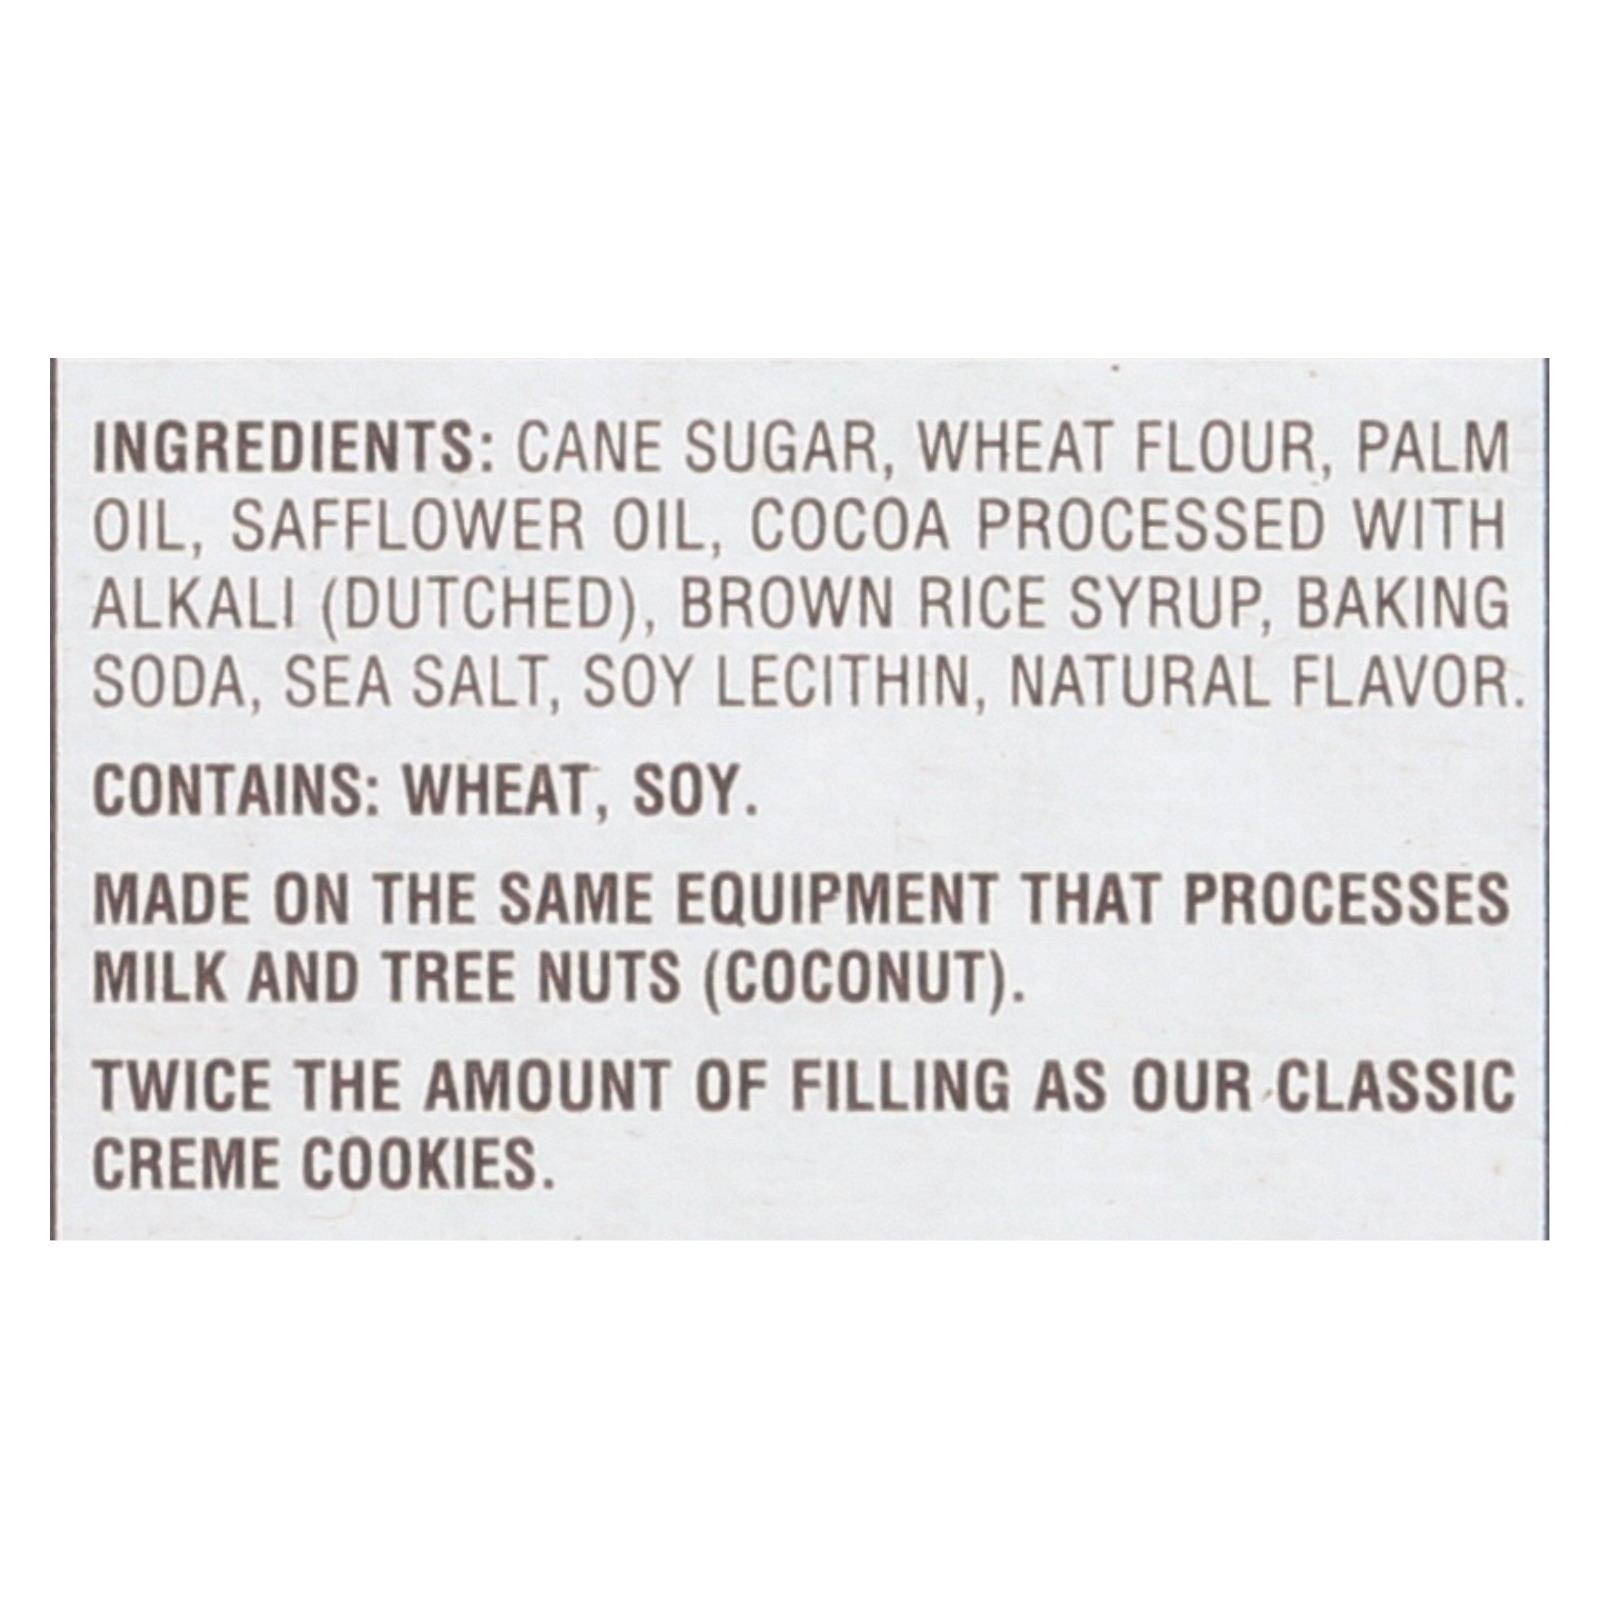 INGREDIENTS: CANE SUGAR, WHEAT FLOUR, PALM
OIL, SAFFLOWER OIL, COCOA PROCESSED WITH
ALKALI (DUTCHED), BROWN RICE SYRUP, BAKING
SODA, SEA SALT, SOY LECITHIN, NATURAL FLAVOR.
CONTAINS: WHEAT, SOY.
MADE ON THE SAME EQUIPMENT THAT PROCESSES
MILK AND TREE NUTS (COCONUT).
TWICE THE AMOUNT OF FILLING AS OUR CLASSIC
CREME COOKIES.